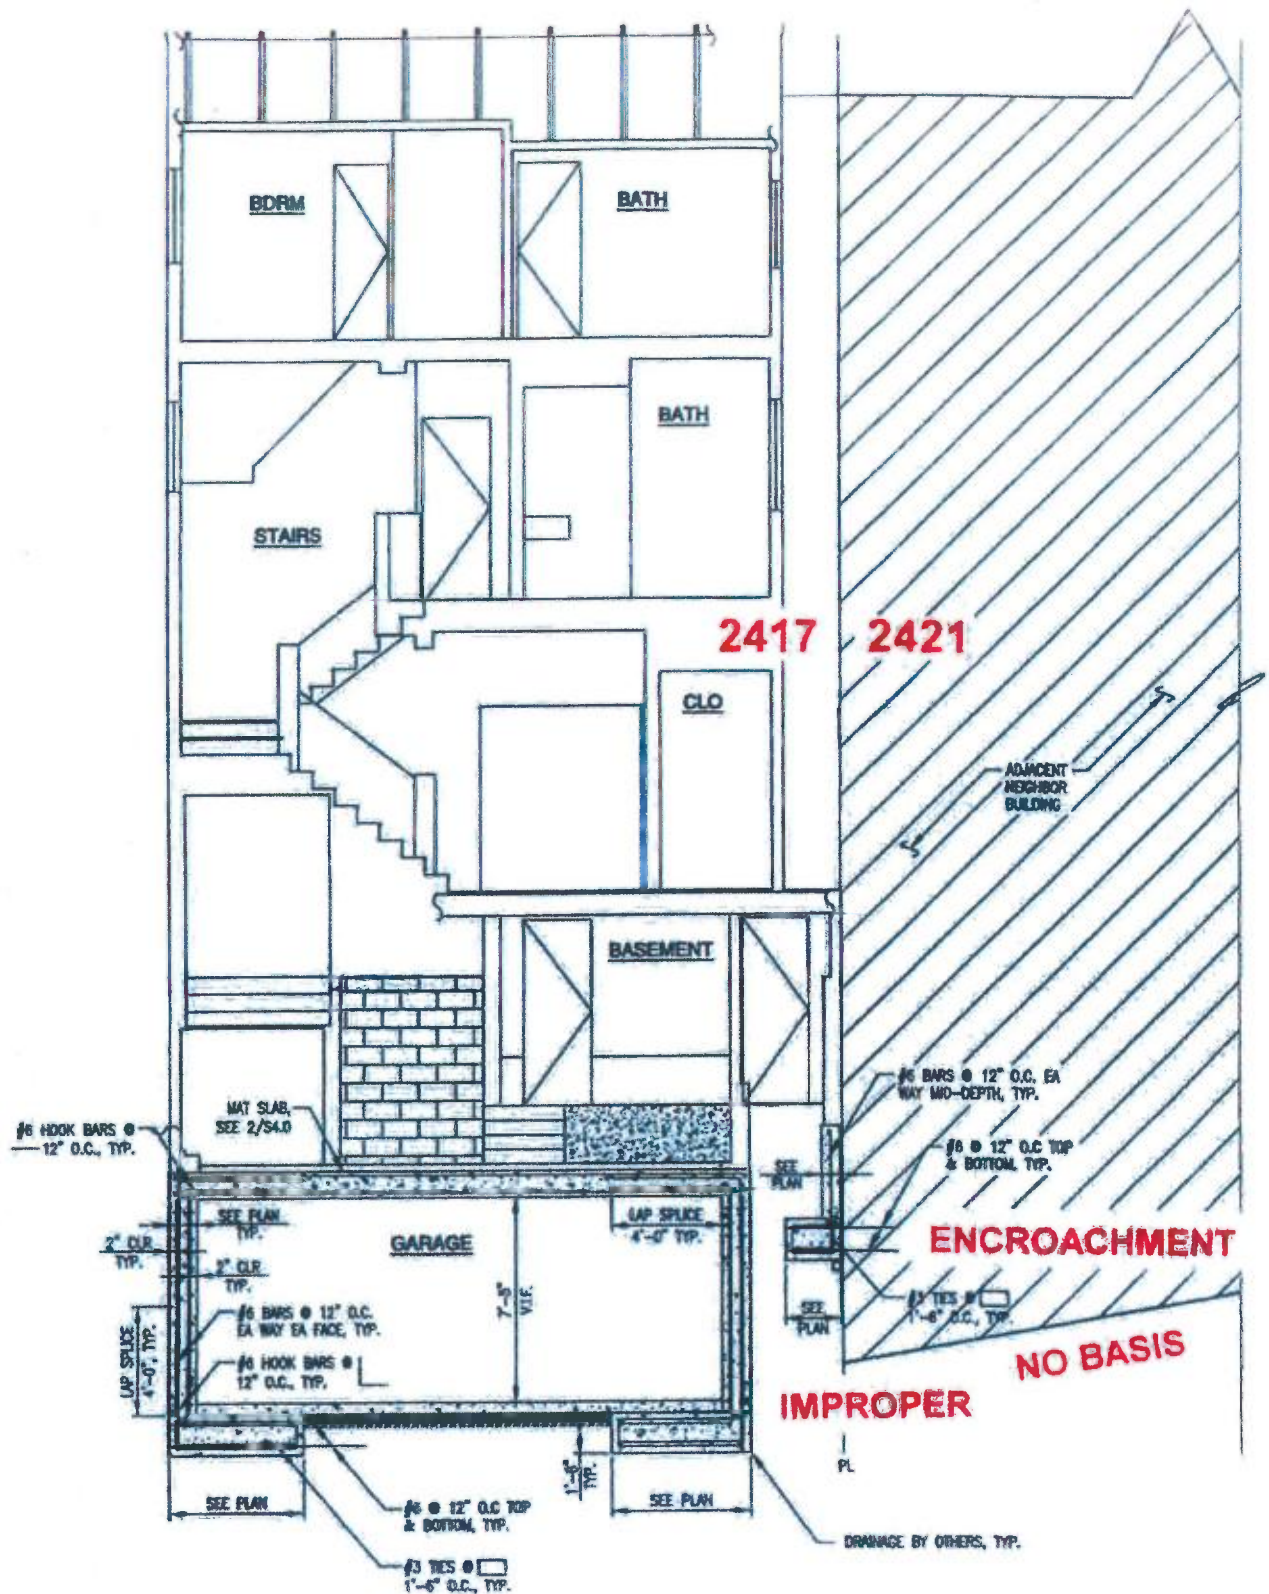 BDRM
BATH
BATH
STAIRS
2417
2421
CLO
ADJACENT
NEIGHBOR
BUILDING
BASEMENT
#6 BARS @ 12" O.C. EA
WAY MID-DEPTH, TYP.
MAT SLAB,
SEE 2/S4.0
#6 HOOK BARS @
12" O.C., TYP.
#6 @ 12" O.C TOP
& BOTTOM, TYP.
SEE
PLAN
SEE PLAN
TYP.
LAP SPLICE
4'-0" TYP.
GARAGE
ENCROACHMENT
2" CLR
TYP.
2" CLR
TYP.
V.I.F.
#3 TIES @
1'-6" O.C., TYP.
SEE
PLAN
#6 BARS @ 12" O.C.
EA WAY EA FACE, TYP.
LAP SPLICE
4'-0", TYP.
#6 HOOK BARS @
12" O.C., TYP.
NO BASIS
IMPROPER
PL
1'-6"
TYP.
SEE PLAN
SEE PLAN
#6 @ 12" O.C TOP
& BOTTOM, TYP.
DRAINAGE BY OTHERS, TYP.
#3 TIES @
1'-6" O.C., TYP.